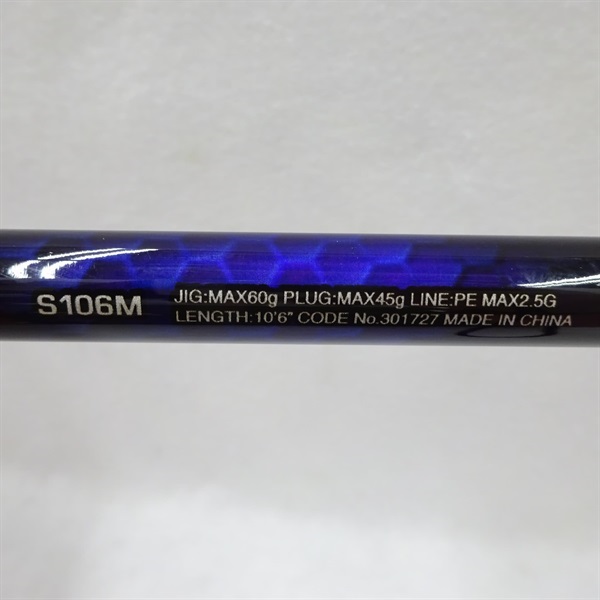 S106M
JIG:MAX60g PLUG:MAX45g LINE:PE MAX2.5G
LENGTH:10'6" CODE No.301727 MADE IN CHINA